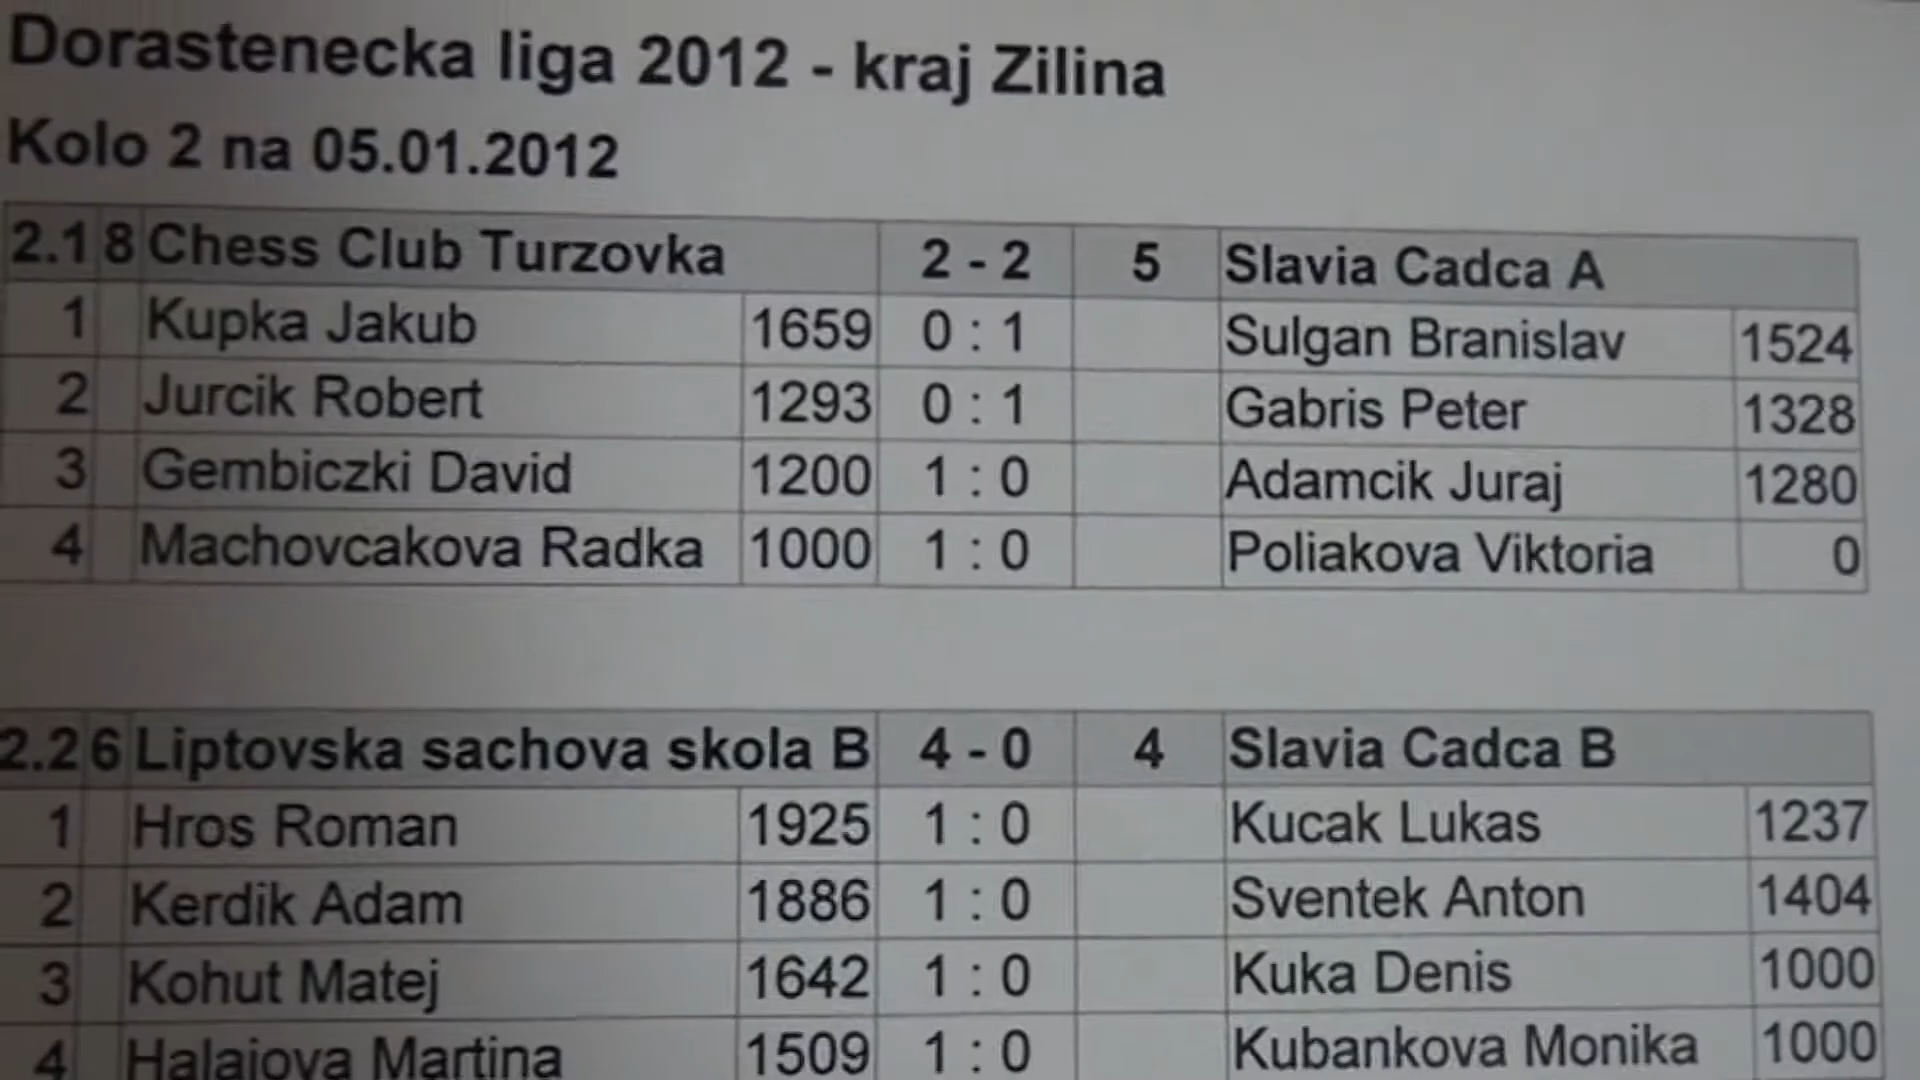 Dorastenecka liga 2012 - kraj Zilina
Kolo 2 na 05.01.2012
2.1 8 Chess Club Turzovka 2 - 2 5 Slavia Cadca A
1 Kupka Jakub 1659 0 : 1 Sulgan Branislav 1524
2 Jurcik Robert 1293 0 : 1 Gabris Peter 1328
3 Gembiczki David 1200 1 : 0 Adamcik Juraj 1280
4 Machovcakova Radka 1000 1 : 0 Poliakova Viktoria 0
2.2 6 Liptovska sachova skola B 4 - 0 4 Slavia Cadca B
1 Hros Roman 1925 1 : 0 Kucak Lukas 1237
2 Kerdik Adam 1886 1 : 0 Sventek Anton 1404
3 Kohut Matej 1642 1 : 0 Kuka Denis 1000
4 Halajova Martina 1509 1 : 0 Kubankova Monika 1000